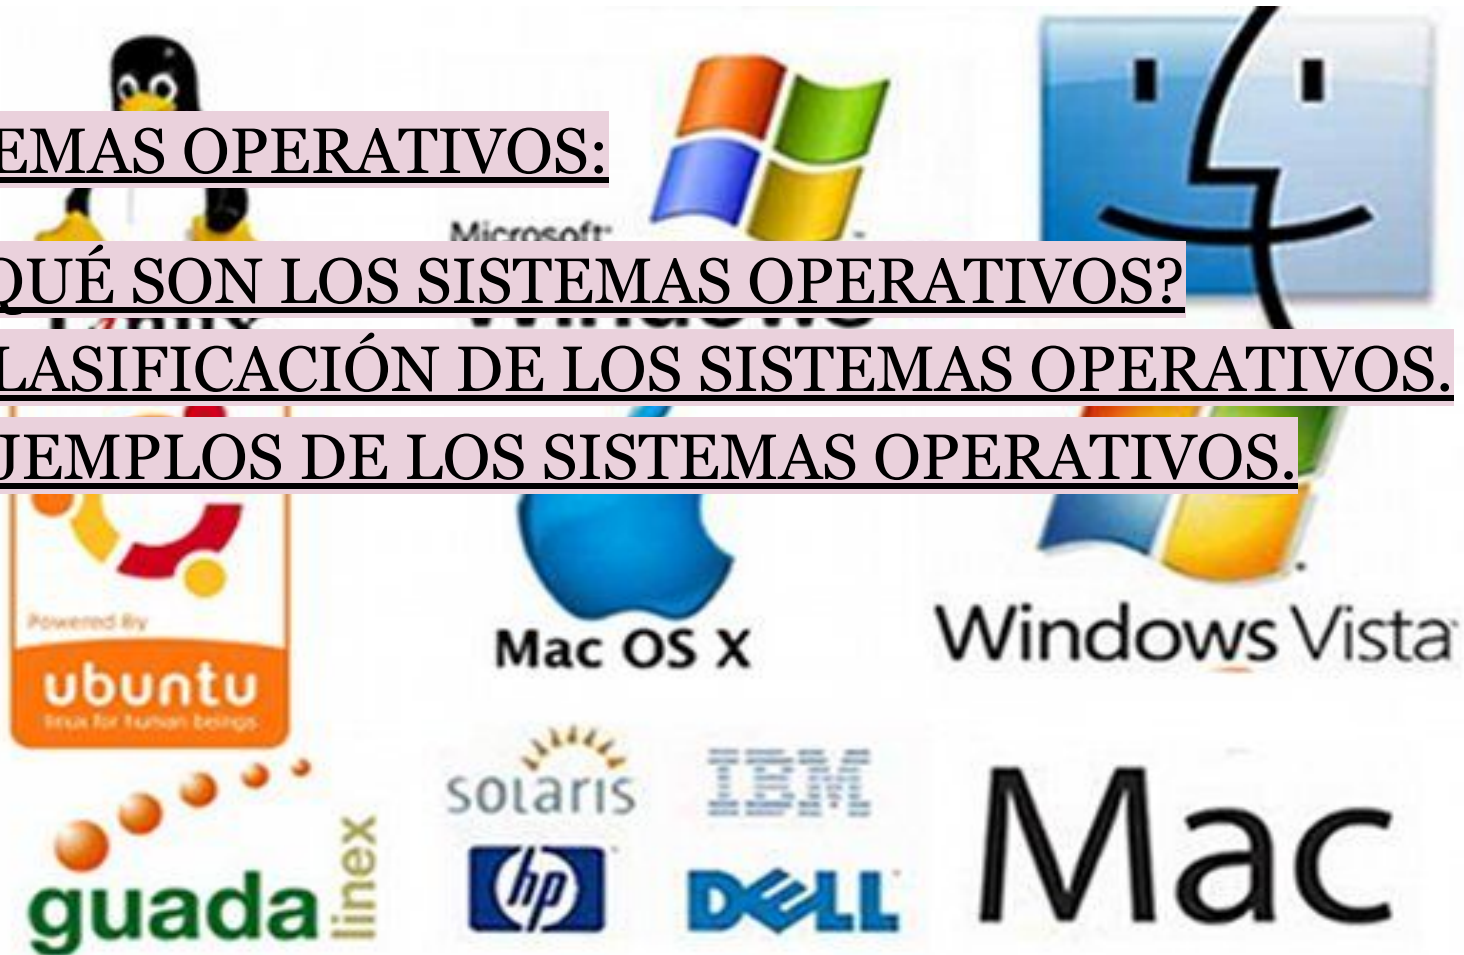 EMAS OPERATIVOS:
Microsoft
QUÉ SON LOS SISTEMAS OPERATIVOS?
LASIFICACIÓN DE LOS SISTEMAS OPERATIVOS.
JEMPLOS DE LOS SISTEMAS OPERATIVOS.
Powered By
ubuntu
linux for human beings
Mac OS X
Windows Vista
guada
linex
solaris
IBM
hp
DELL
Mac